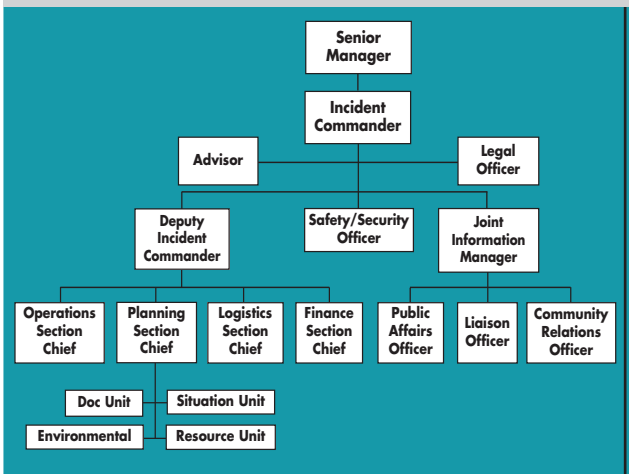 Senior
Manager
Incident
Commander
Advisor
Legal
Officer
Deputy
Incident
Commander
Safety/Security
Officer
Joint
Information
Manager
Operations
Section
Chief
Planning
Section
Chief
Logistics
Section
Chief
Finance
Section
Chief
Public
Affairs
Officer
Liaison
Officer
Community
Relations
Officer
Doc Unit
Situation Unit
Environmental
Resource Unit